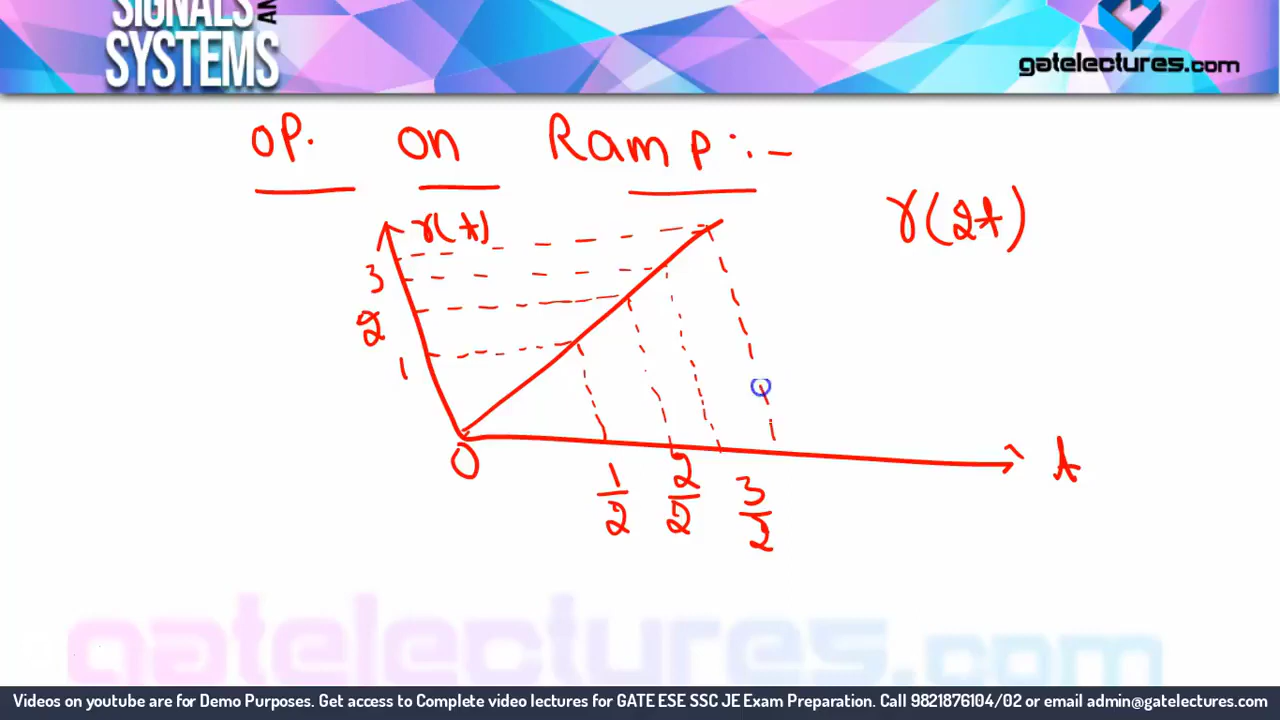 SIGNALS AND
SYSTEMS
gatelectures.com
OP. on Ramp:-
r(t)
r(2t)
3
2
1
0
1/2 2/2 3/2
t
gatelectures.com
Videos on youtube are for Demo Purposes. Get access to Complete video lectures for GATE ESE SSC JE Exam Preparation. Call 9821876104/02 or email admin@gatelectures.com